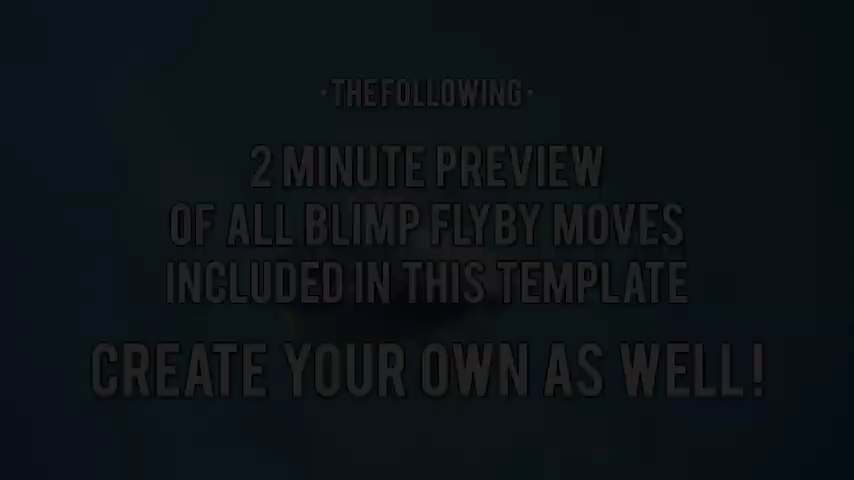 • THE FOLLOWING •
2 MINUTE PREVIEW
OF ALL BLIMP FLYBY MOVES
INCLUDED IN THIS TEMPLATE
CREATE YOUR OWN AS WELL!